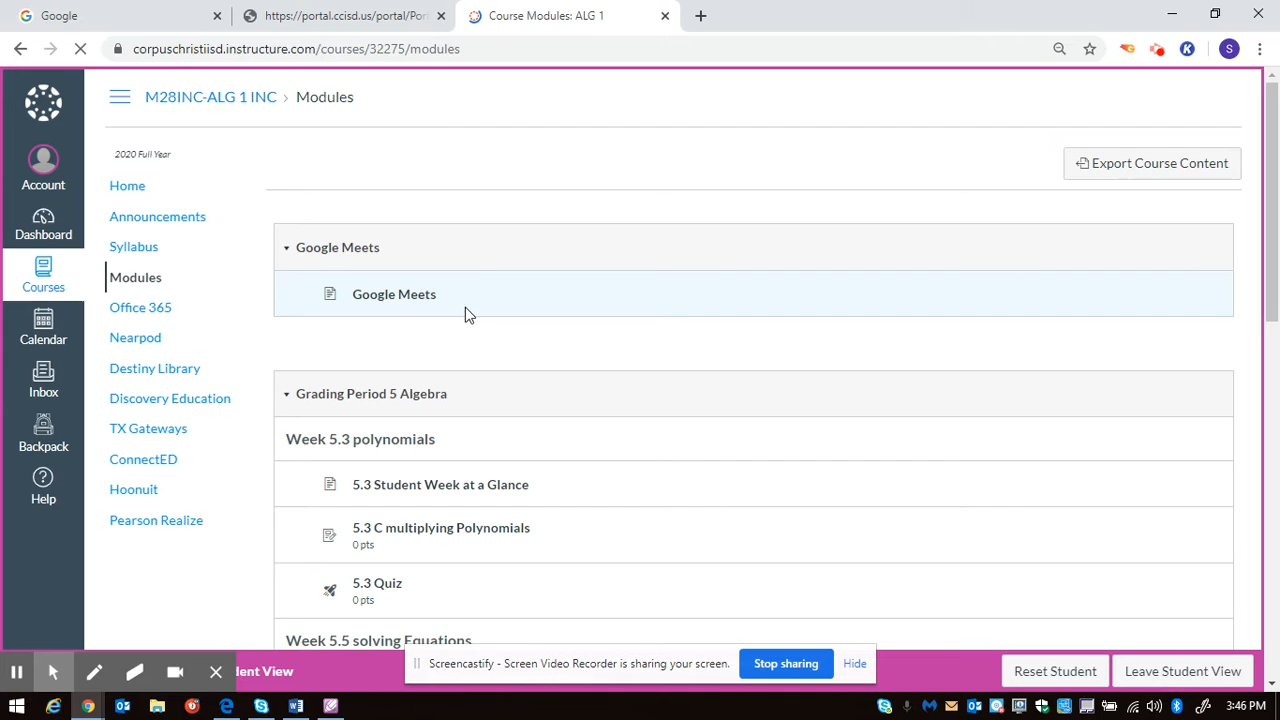 Google
https://portal.ccisd.us/portal/Port
Course Modules: ALG 1
corpuschristiisd.instructure.com/courses/32275/modules
S
K
M28INC-ALG 1 INC › Modules
2020 Full Year
Export Course Content
Account
Dashboard
Courses
Calendar
Inbox
Backpack
Help
Home
Announcements
Syllabus
Modules
Office 365
Nearpod
Destiny Library
Discovery Education
TX Gateways
ConnectED
Hoonuit
Pearson Realize
Google Meets
Google Meets
Grading Period 5 Algebra
Week 5.3 polynomials
5.3 Student Week at a Glance
5.3 C multiplying Polynomials
0 pts
5.3 Quiz
0 pts
Week 5.5 solving Equations
Screencastify - Screen Video Recorder is sharing your screen.
Stop sharing
Hide
dent View
Reset Student
Leave Student View
3:46 PM